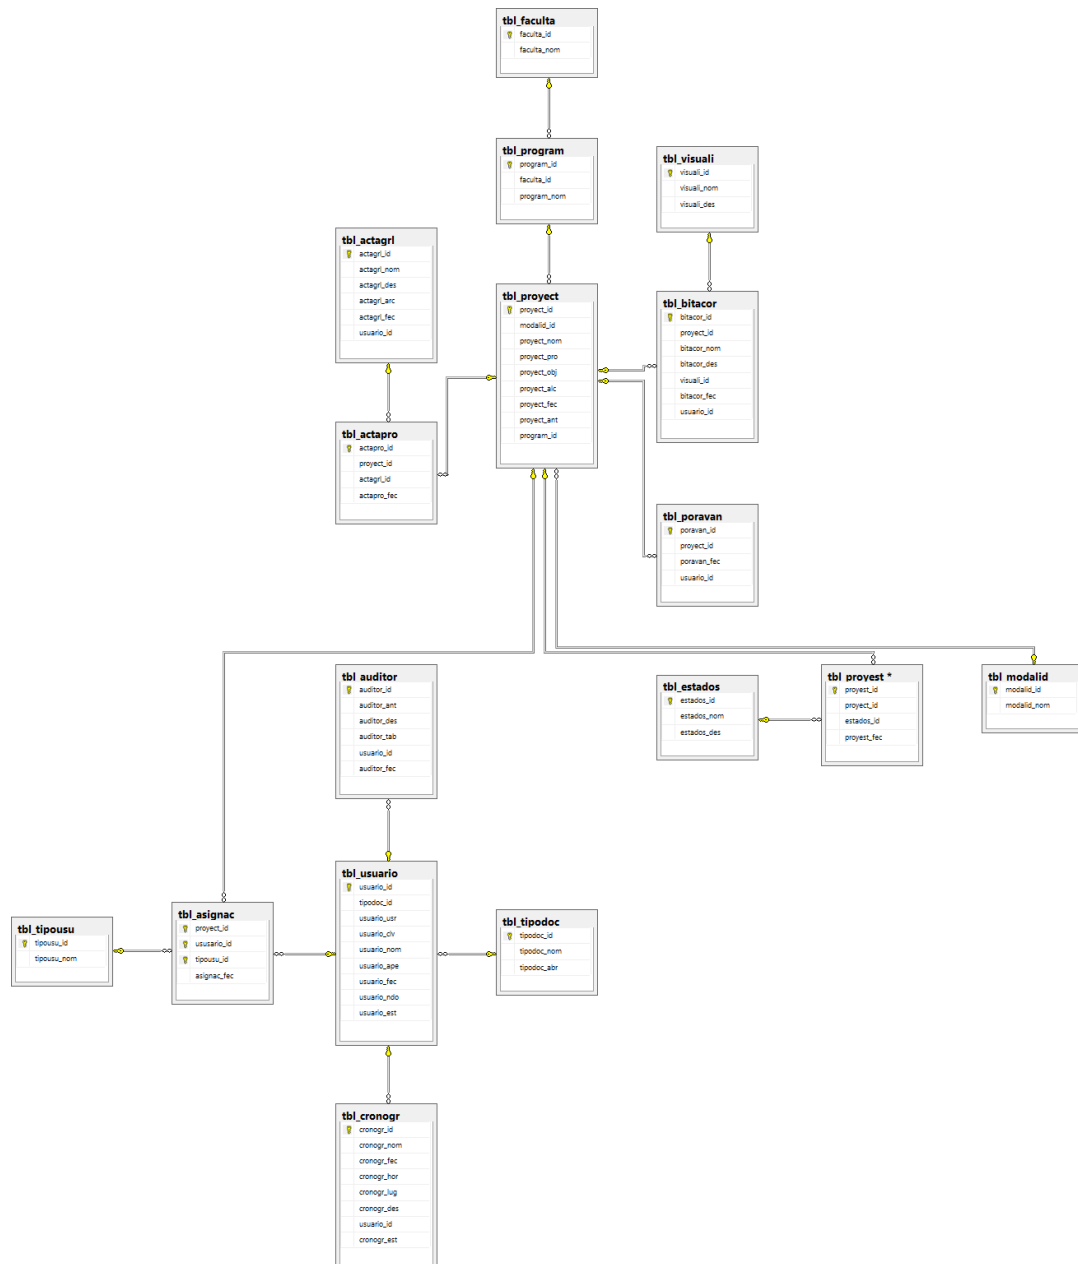 tbl_faculta
faculta_id
faculta_nom
tbl_program
program_id
faculta_id
program_nom
tbl_visuali
visuali_id
visuali_nom
visuali_des
tbl_actagrl
actagrl_id
actagrl_nom
actagrl_des
actagrl_arc
actagrl_fec
usuario_id
tbl_proyect
proyect_id
modalid_id
proyect_nom
proyect_pro
proyect_obj
proyect_alc
proyect_fec
proyect_ant
program_id
tbl_bitacor
bitacor_id
proyect_id
bitacor_nom
bitacor_des
visuali_id
bitacor_fec
usuario_id
tbl_actapro
actapro_id
proyect_id
actagrl_id
actapro_fec
tbl_poravan
poravan_id
proyect_id
poravan_fec
usuario_id
tbl_auditor
auditor_id
auditor_ant
auditor_des
auditor_tab
usuario_id
auditor_fec
tbl_estados
estados_id
estados_nom
estados_des
tbl_proyest *
proyest_id
proyect_id
estados_id
proyest_fec
tbl_modalid
modalid_id
modalid_nom
tbl_tipousu
tipousu_id
tipousu_nom
tbl_asignac
proyect_id
ususario_id
tipousu_id
asignac_fec
tbl_usuario
usuario_id
tipodoc_id
usuario_usr
usuario_clv
usuario_nom
usuario_ape
usuario_fec
usuario_ndo
usuario_est
tbl_tipodoc
tipodoc_id
tipodoc_nom
tipodoc_abr
tbl_cronogr
cronogr_id
cronogr_nom
cronogr_fec
cronogr_hor
cronogr_lug
cronogr_des
usuario_id
cronogr_est